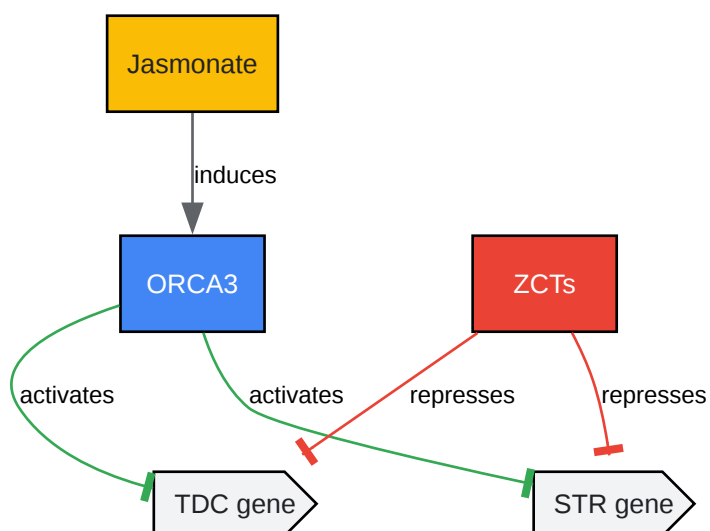 Jasmonate
induces
ORCA3
ZCTs
activates
activates
represses
represses
TDC gene
STR gene